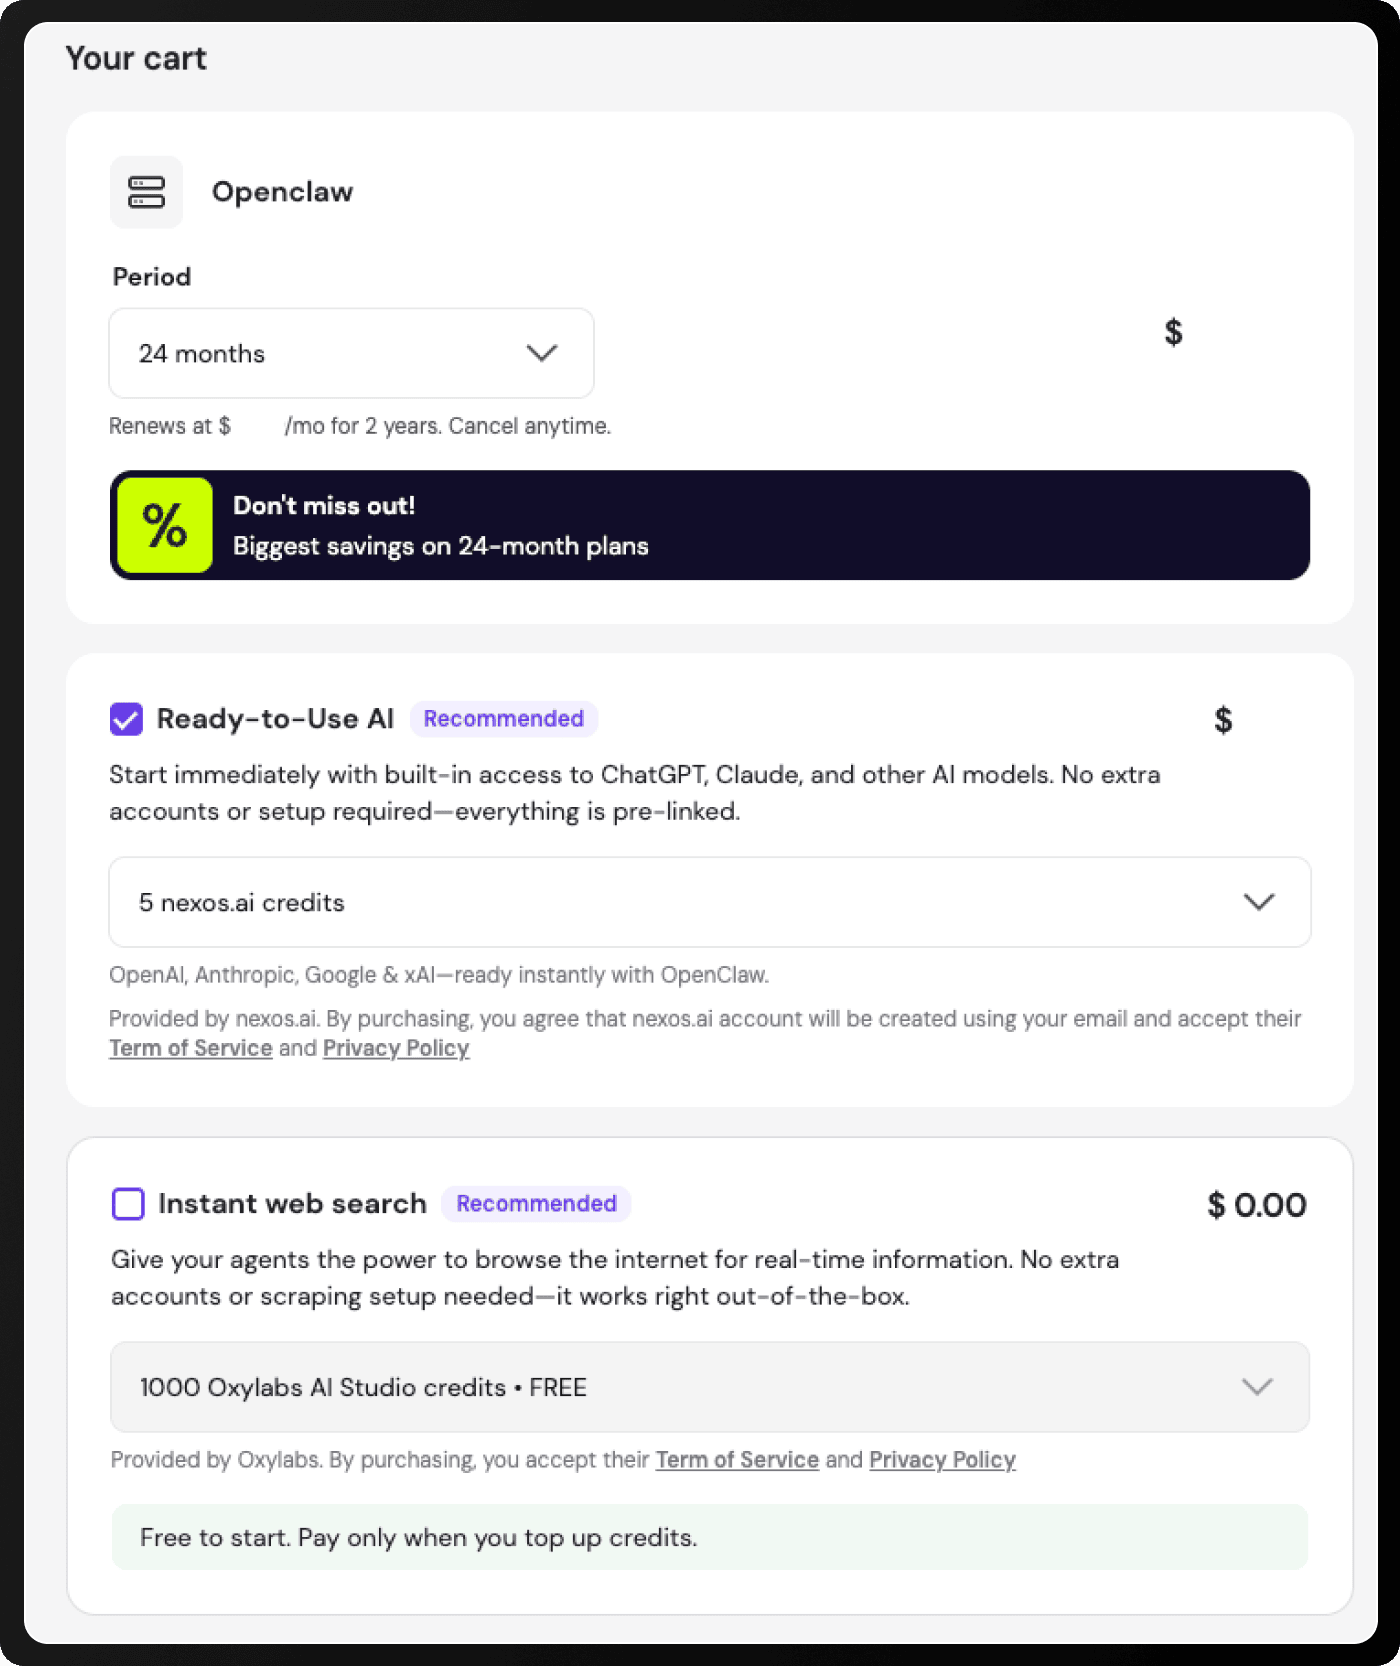 Your cart
Openclaw
Period
24 months
$
Renews at $ /mo for 2 years. Cancel anytime.
%
Don't miss out!
Biggest savings on 24-month plans
Ready-to-Use AI Recommended $
Start immediately with built-in access to ChatGPT, Claude, and other AI models. No extra
accounts or setup required—everything is pre-linked.
5 nexos.ai credits
OpenAI, Anthropic, Google & xAI—ready instantly with OpenClaw.
Provided by nexos.ai. By purchasing, you agree that nexos.ai account will be created using your email and accept their
Term of Service and Privacy Policy
Instant web search Recommended $ 0.00
Give your agents the power to browse the internet for real-time information. No extra
accounts or scraping setup needed—it works right out-of-the-box.
1000 Oxylabs AI Studio credits • FREE
Provided by Oxylabs. By purchasing, you accept their Term of Service and Privacy Policy
Free to start. Pay only when you top up credits.